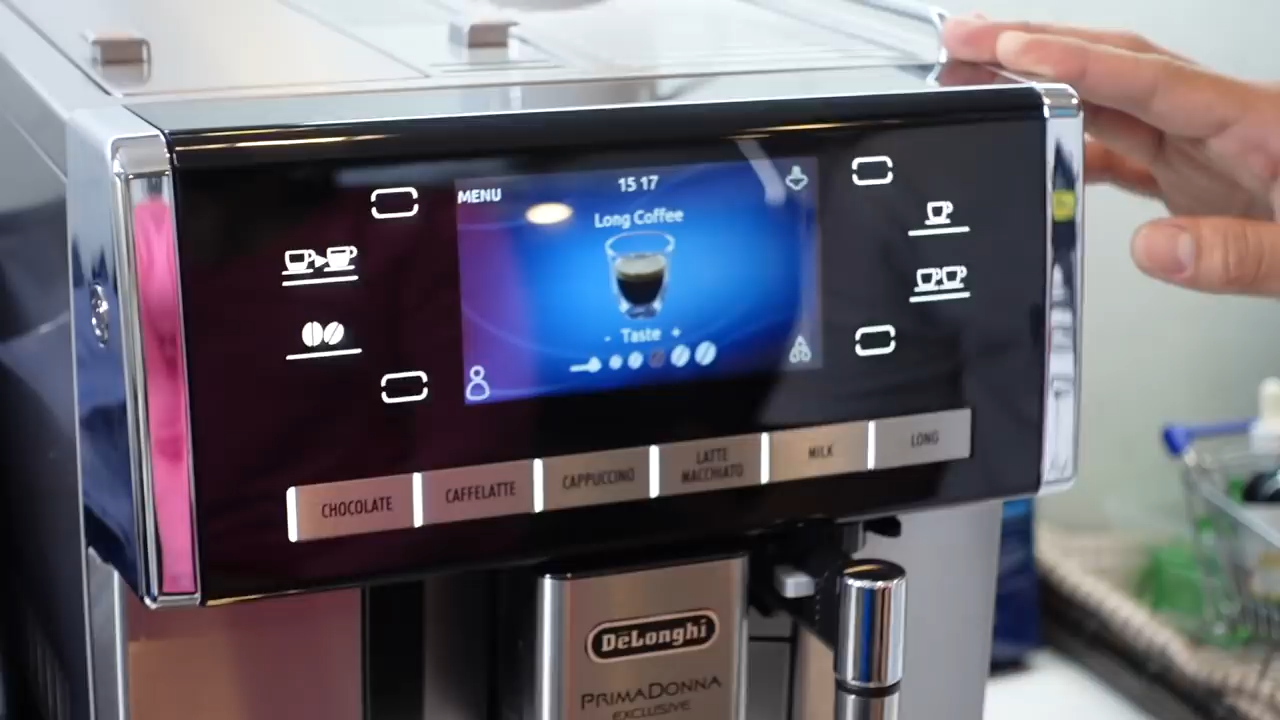 MENU
15 17
Long Coffee
- Taste +
CHOCOLATE
CAFFELATTE
CAPPUCCINO
LATTE
MACCHIATO
MILK
LONG
DeLonghi
PRIMADONNA
EXCLUSIVE